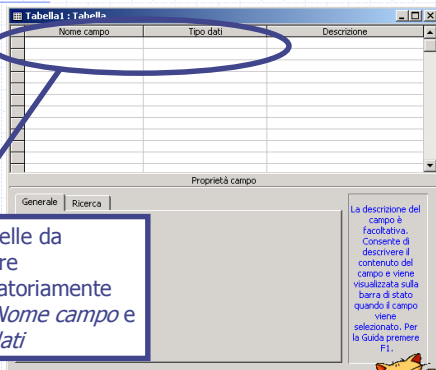 Tabella1 : Tabella
Nome campo Tipo dati Descrizione
Proprietà campo
Generale Ricerca
La descrizione del
campo è
facoltativa.
Consente di
descrivere il
contenuto del
campo e viene
visualizzata sulla
barra di stato
quando il campo
viene
selezionato. Per
la Guida premere
F1.
elle da
re
atoriamente
Nome campo e
dati